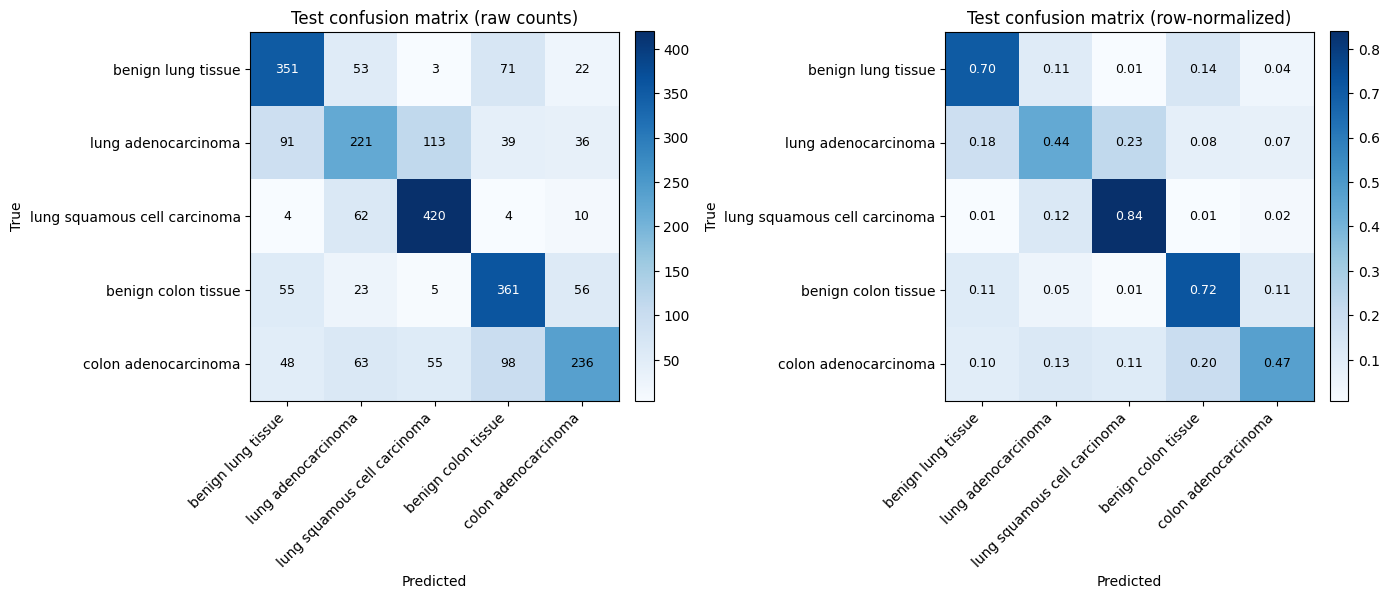 Test confusion matrix (raw counts)
True
benign lung tissue 351 53 3 71 22
lung adenocarcinoma 91 221 113 39 36
lung squamous cell carcinoma 4 62 420 4 10
benign colon tissue 55 23 5 361 56
colon adenocarcinoma 48 63 55 98 236
benign lung tissue
lung adenocarcinoma
lung squamous cell carcinoma
benign colon tissue
colon adenocarcinoma
Predicted
400
350
300
250
200
150
100
50
Test confusion matrix (row-normalized)
True
benign lung tissue 0.70 0.11 0.01 0.14 0.04
lung adenocarcinoma 0.18 0.44 0.23 0.08 0.07
lung squamous cell carcinoma 0.01 0.12 0.84 0.01 0.02
benign colon tissue 0.11 0.05 0.01 0.72 0.11
colon adenocarcinoma 0.10 0.13 0.11 0.20 0.47
benign lung tissue
lung adenocarcinoma
lung squamous cell carcinoma
benign colon tissue
colon adenocarcinoma
Predicted
0.8
0.7
0.6
0.5
0.4
0.3
0.2
0.1